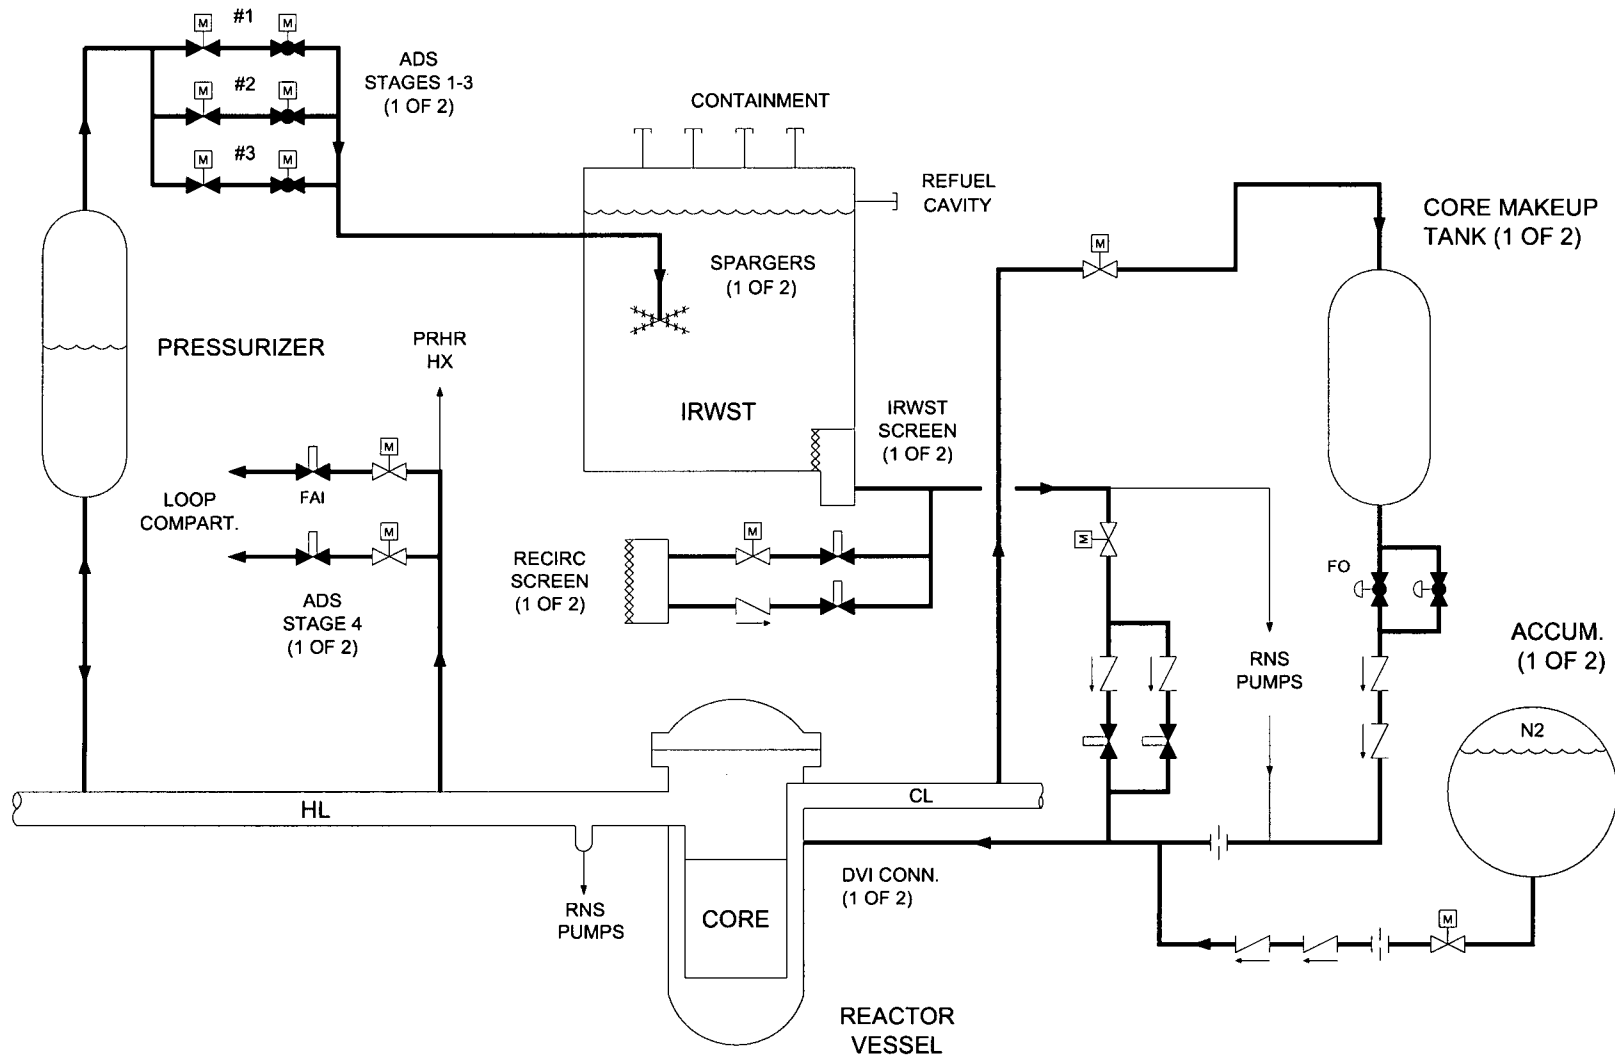 #1
M
M
ADS
STAGES 1-3
(1 OF 2)
#2
M
M
#3
M
M
CONTAINMENT
REFUEL
CAVITY
CORE MAKEUP
TANK (1 OF 2)
M
SPARGERS
(1 OF 2)
PRESSURIZER
PRHR
HX
IRWST
IRWST
SCREEN
(1 OF 2)
M
FAI
LOOP
COMPART.
M
ADS
STAGE 4
(1 OF 2)
RECIRC
SCREEN
(1 OF 2)
M
M
FO
RNS
PUMPS
ACCUM.
(1 OF 2)
N2
HL
CL
RNS
PUMPS
CORE
DVI CONN.
(1 OF 2)
M
REACTOR
VESSEL